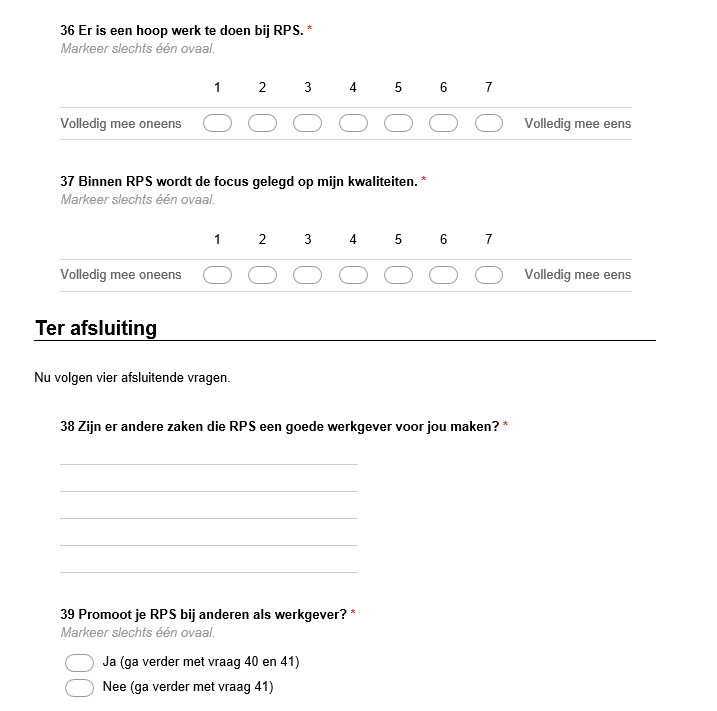 36 Er is een hoop werk te doen bij RPS. *
Markeer slechts één ovaal.
1 2 3 4 5 6 7
Volledig mee oneens Volledig mee eens
37 Binnen RPS wordt de focus gelegd op mijn kwaliteiten. *
Markeer slechts één ovaal.
1 2 3 4 5 6 7
Volledig mee oneens Volledig mee eens
Ter afsluiting
Nu volgen vier afsluitende vragen.
38 Zijn er andere zaken die RPS een goede werkgever voor jou maken? *
39 Promoot je RPS bij anderen als werkgever? *
Markeer slechts één ovaal.
Ja (ga verder met vraag 40 en 41)
Nee (ga verder met vraag 41)